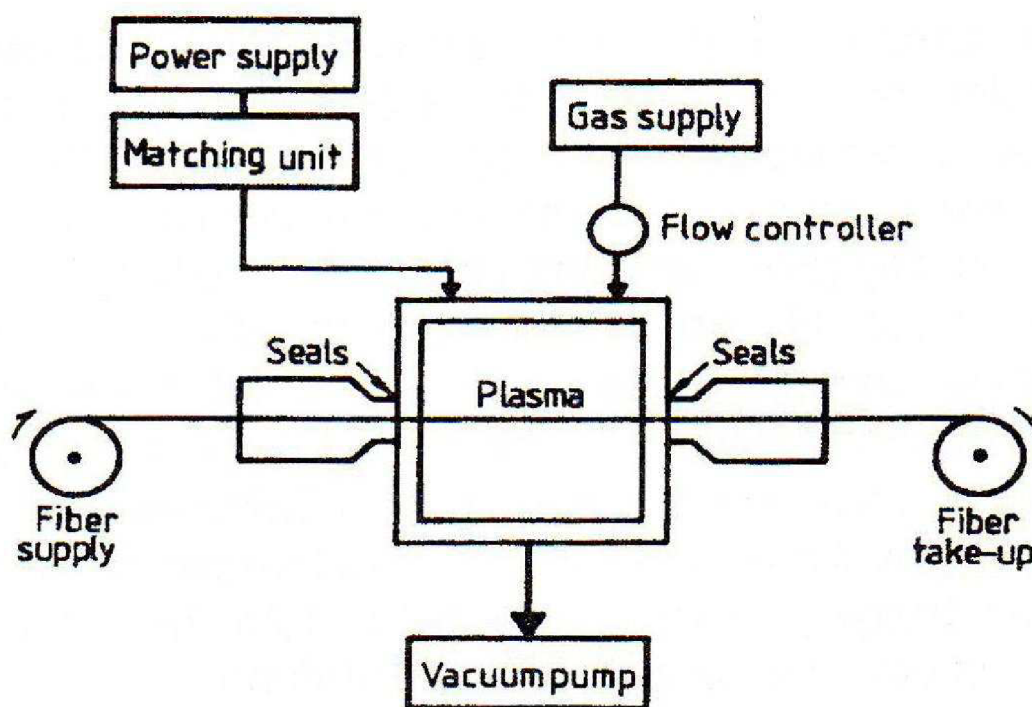 Power supply
Matching unit
Gas supply
Flow controller
Seals
Seals
Plasma
Fiber
supply
Fiber
take-up
Vacuum pump